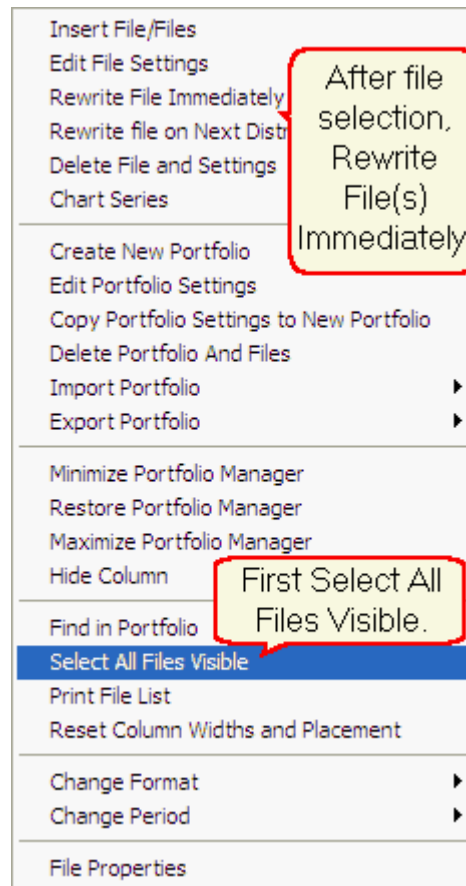 Insert File/Files
Edit File Settings
Rewrite File Immediately
Rewrite file on Next Distr
Delete File and Settings
Chart Series
After file
selection,
Rewrite
File(s)
Immediately
Create New Portfolio
Edit Portfolio Settings
Copy Portfolio Settings to New Portfolio
Delete Portfolio And Files
Import Portfolio
Export Portfolio
Minimize Portfolio Manager
Restore Portfolio Manager
Maximize Portfolio Manager
Hide Column
First Select All
Files Visible.
Find in Portfolio
Select All Files Visible
Print File List
Reset Column Widths and Placement
Change Format
Change Period
File Properties